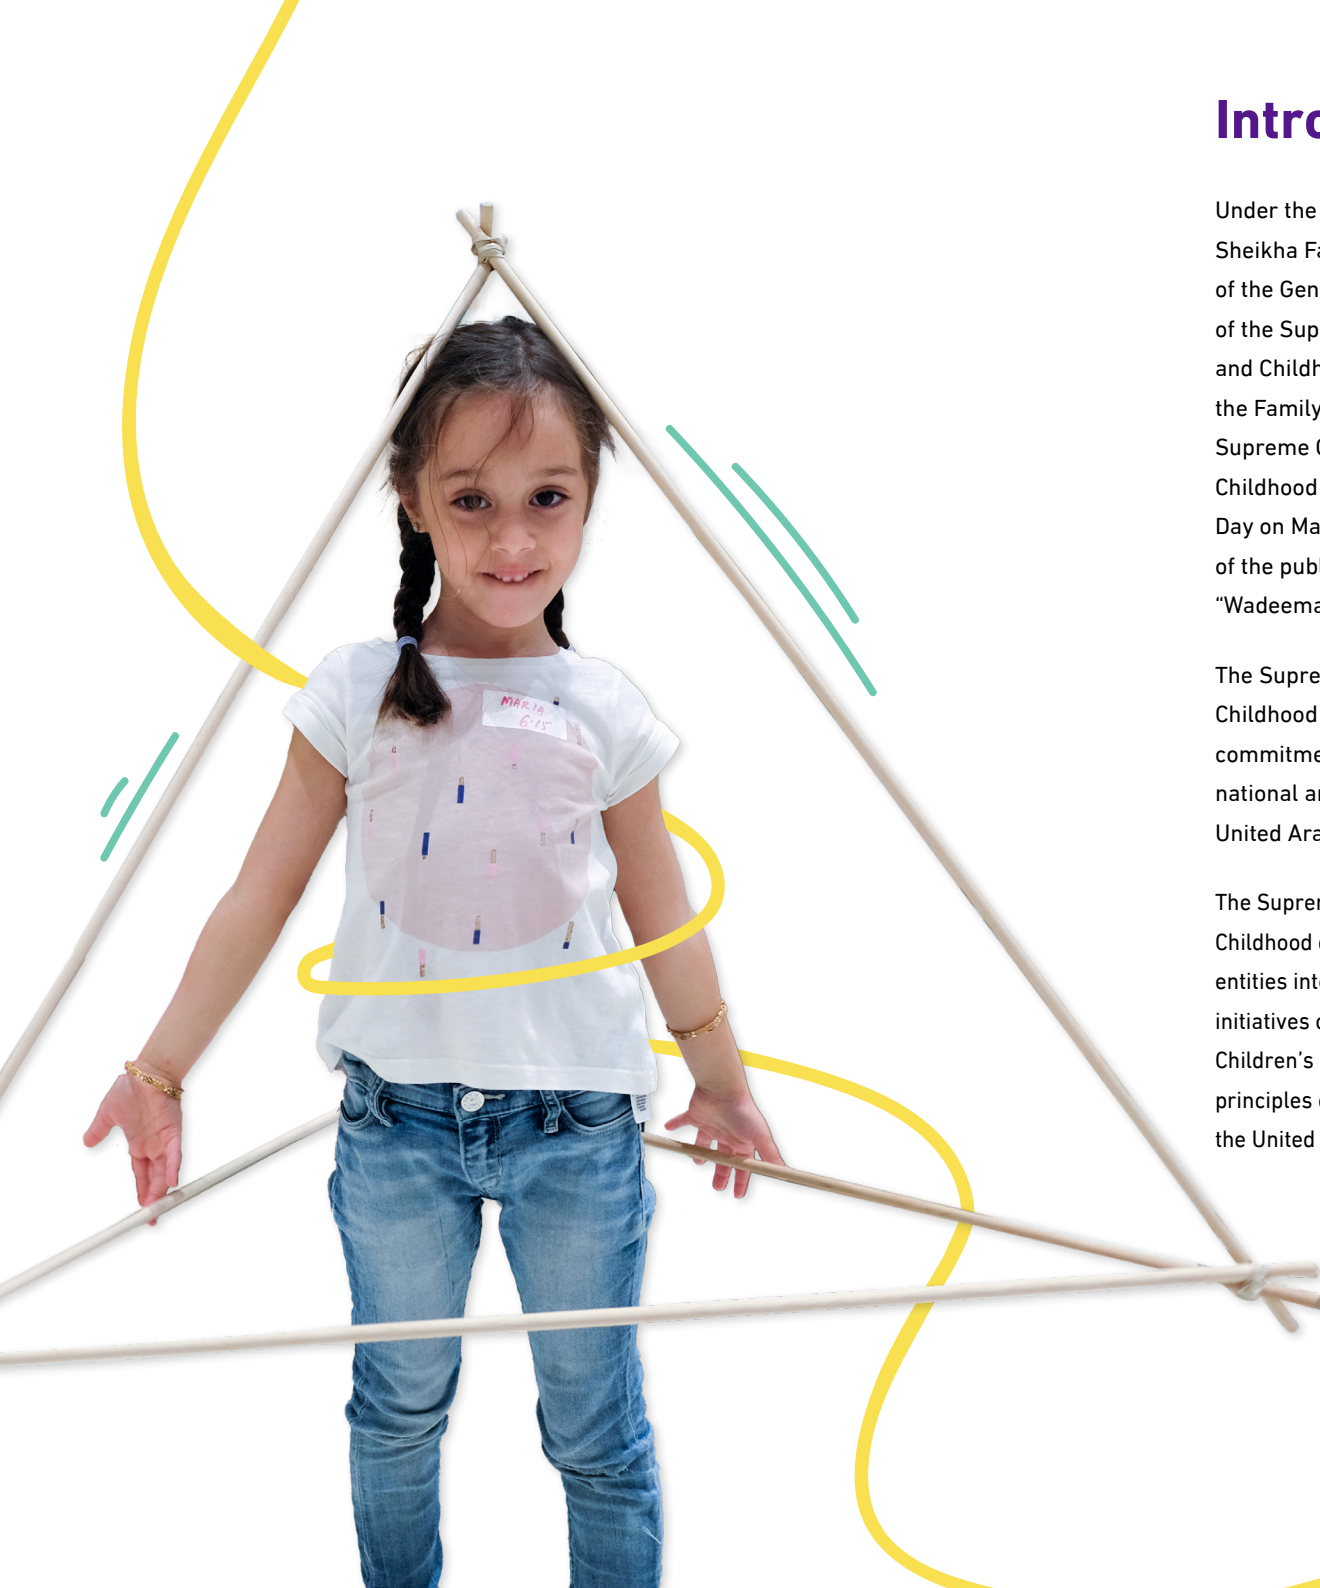 MARIA
6.15
Intro
Under the
Sheikha Fa
of the Gen
of the Sup
and Childh
the Family
Supreme
Childhood
Day on Ma
of the publ
“Wadeema
The Supre
Childhood
commitme
national an
United Ara
The Suprem
Childhood
entities int
initiatives
Children’s
principles
the United